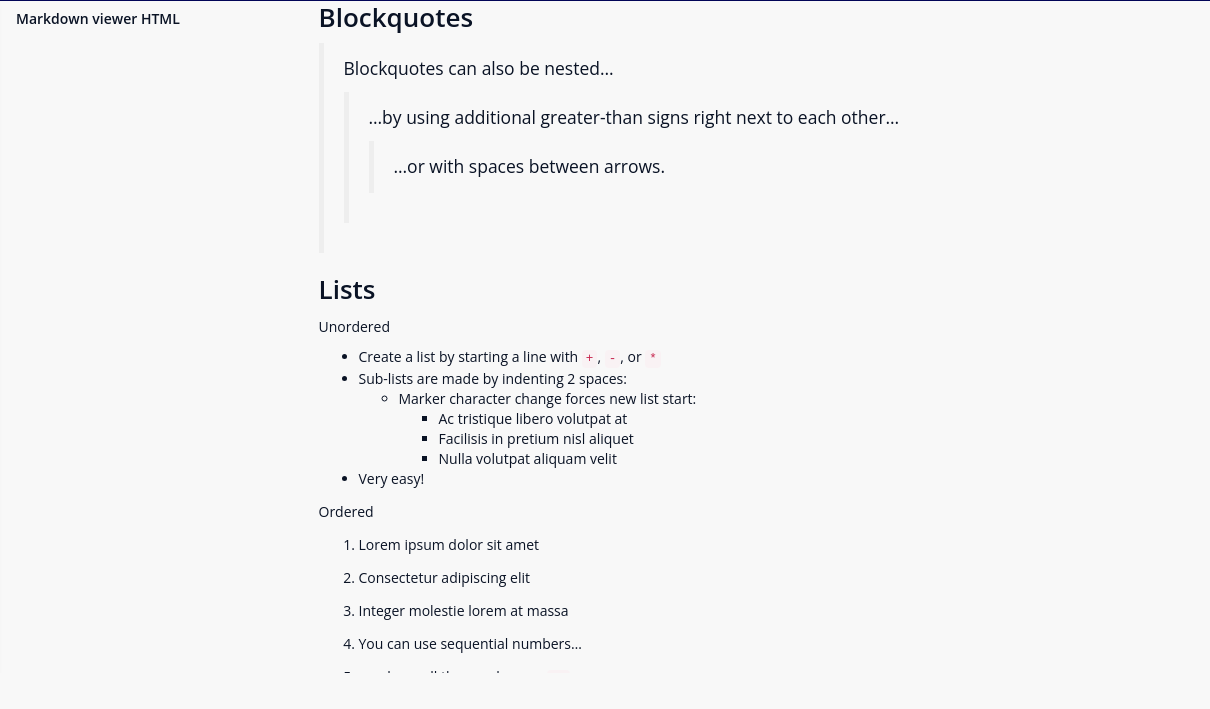 Markdown viewer HTML
Blockquotes
Blockquotes can also be nested…
…by using additional greater-than signs right next to each other…
…or with spaces between arrows.
Lists
Unordered
• Create a list by starting a line with +, -, or *
• Sub-lists are made by indenting 2 spaces:
◦ Marker character change forces new list start:
▪ Ac tristique libero volutpat at
▪ Facilisis in pretium nisl aliquet
▪ Nulla volutpat aliquam velit
• Very easy!
Ordered
1. Lorem ipsum dolor sit amet
2. Consectetur adipiscing elit
3. Integer molestie lorem at massa
4. You can use sequential numbers…